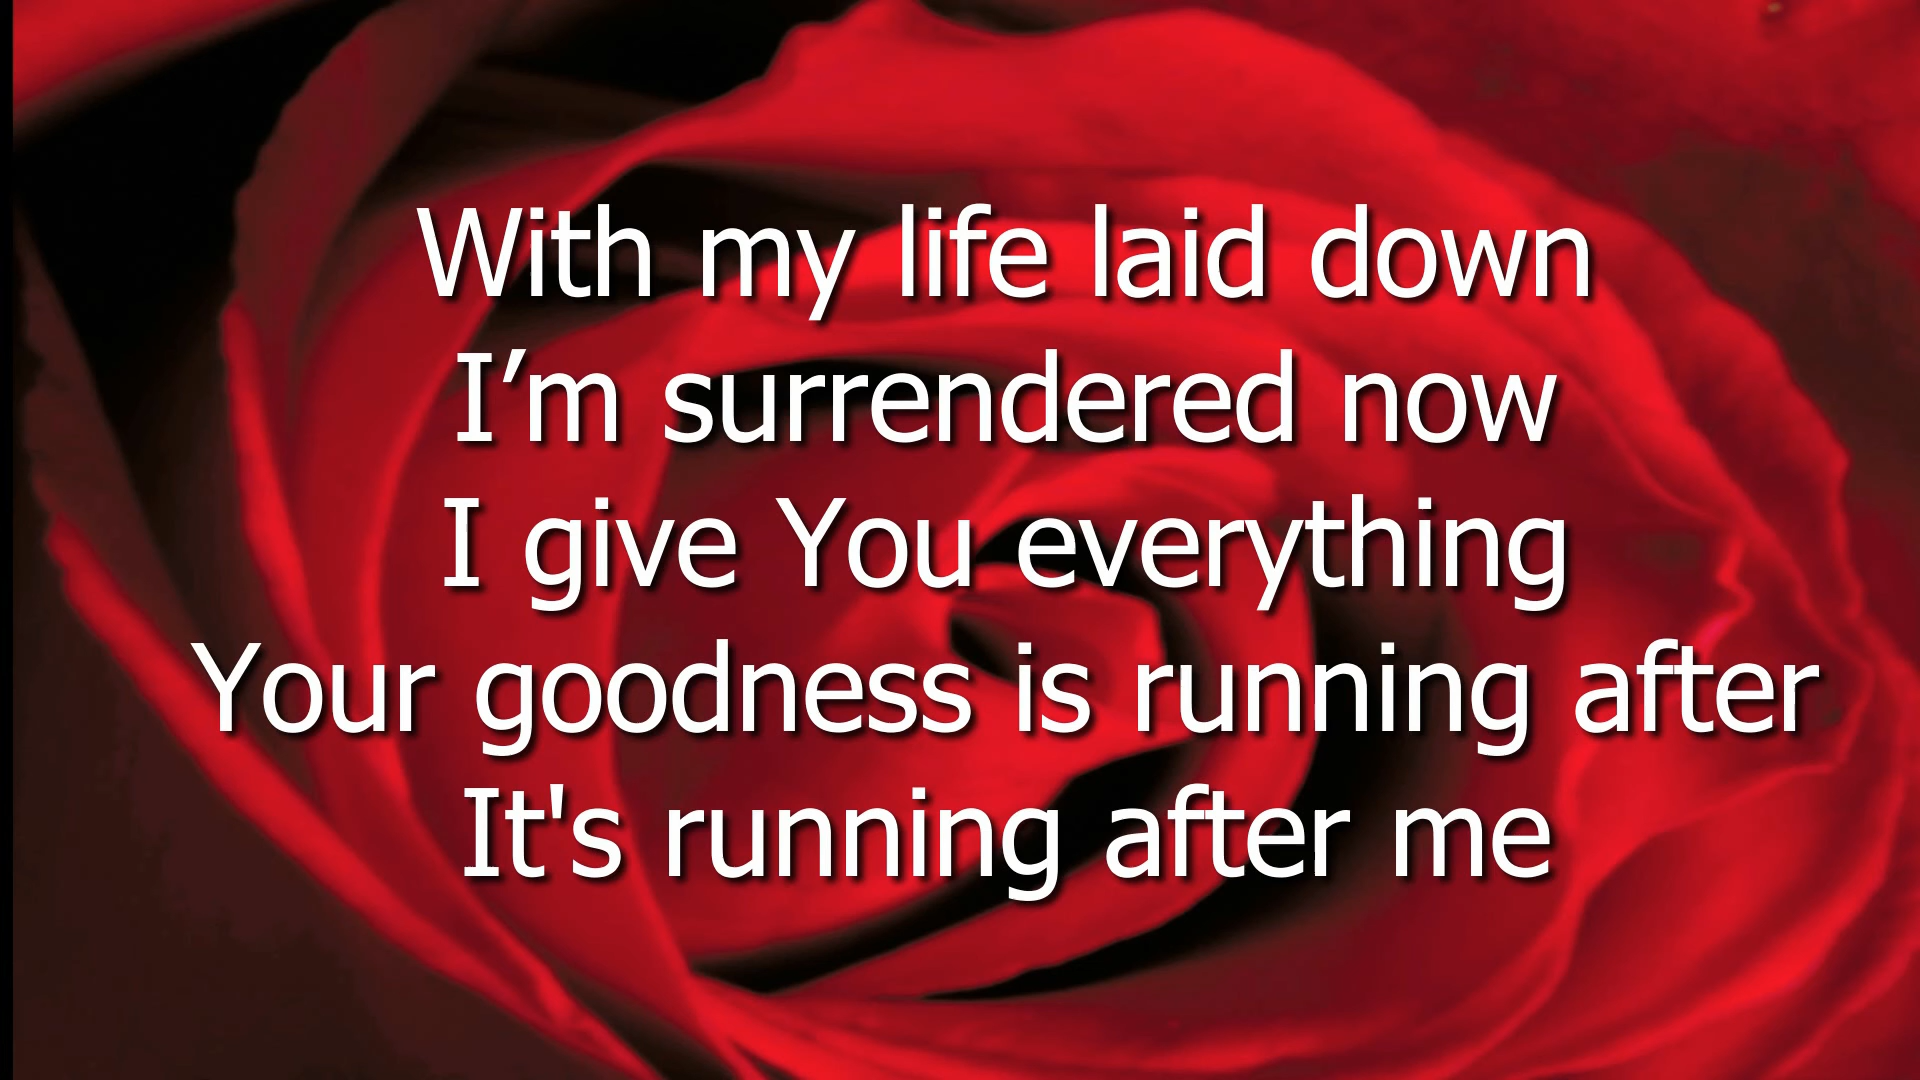 With my life laid down
I’m surrendered now
I give You everything
Your goodness is running after
It's running after me